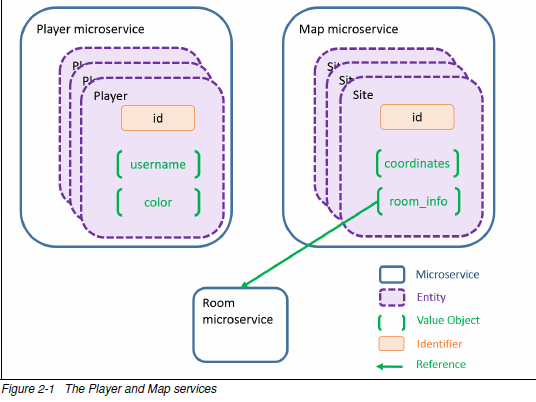 Player microservice
Map microservice
Pl
Pl
Player
id
username
color
Si
Sit
Site
id
coordinates
room_info
Room
microservice
Microservice
Entity
Value Object
Identifier
Reference
Figure 2-1 The Player and Map services